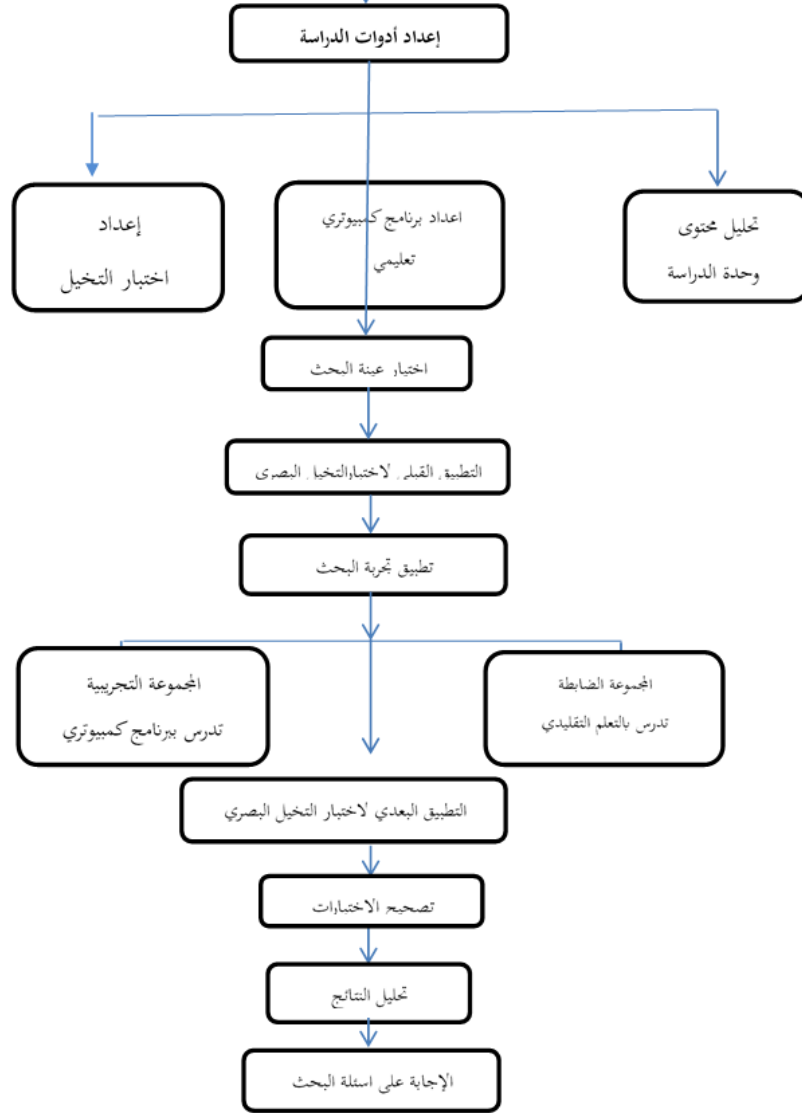 إعداد أدوات الدراسة
تحليل محتوى
وحدة الدراسة
اعداد برنامج كمبيوتري
تعليمي
إعداد
اختبار التخيل
اختيار عينة البحث
التطبيق القبلي لاختبارالتخيل البصري
تطبيق تجربة البحث
المجموعة الضابطة
تدرس بالتعلم التقليدي
المجموعة التجريبية
تدرس ببرنامج كمبيوتري
التطبيق البعدي لاختبار التخيل البصري
تصحيح الاختبارات
تحليل النتائج
الإجابة على اسئلة البحث